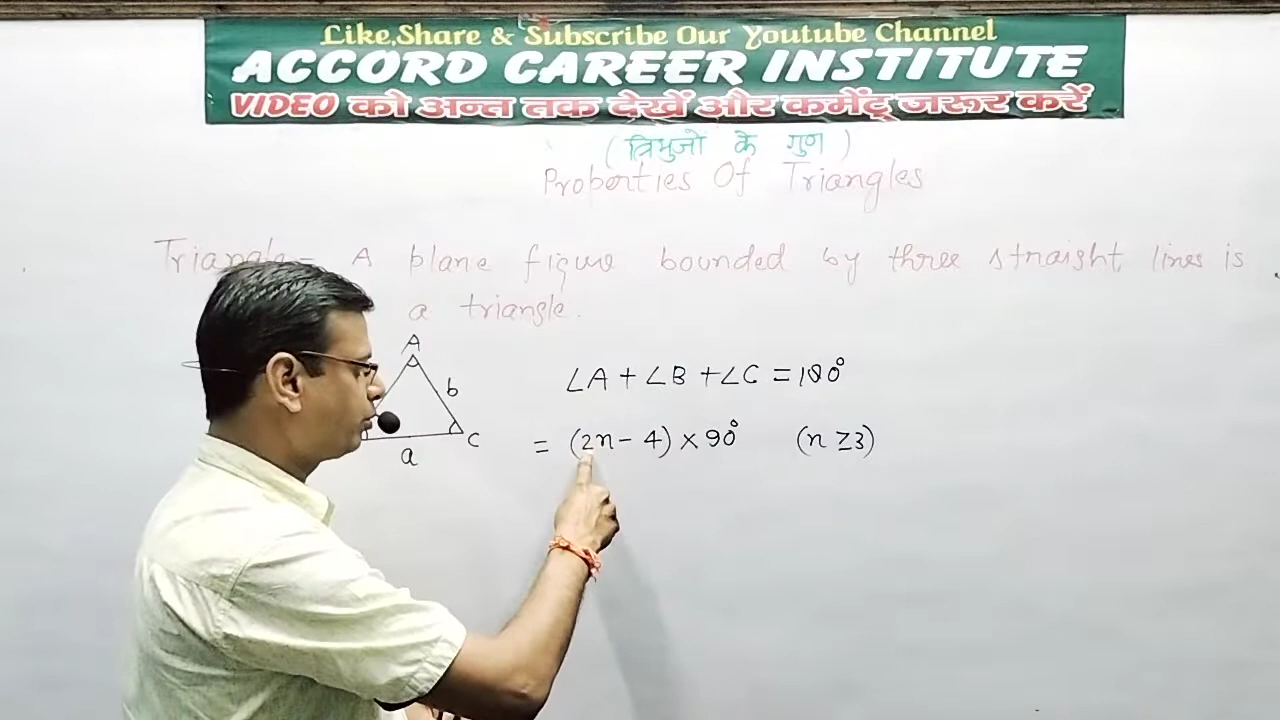 Like,Share & Subscribe Our Youtube Channel
ACCORD CAREER INSTITUTE
VIDEO को अन्त तक देखें और कमेंट् जरूर करें
(त्रिभुजो के गुण)
Properties Of Triangles
Triangle - A plane figure bounded by three straight lines is
a triangle.
A
b
C
a
∠A + ∠B + ∠C = 180°
= (2n - 4) × 90° (n ≥ 3)